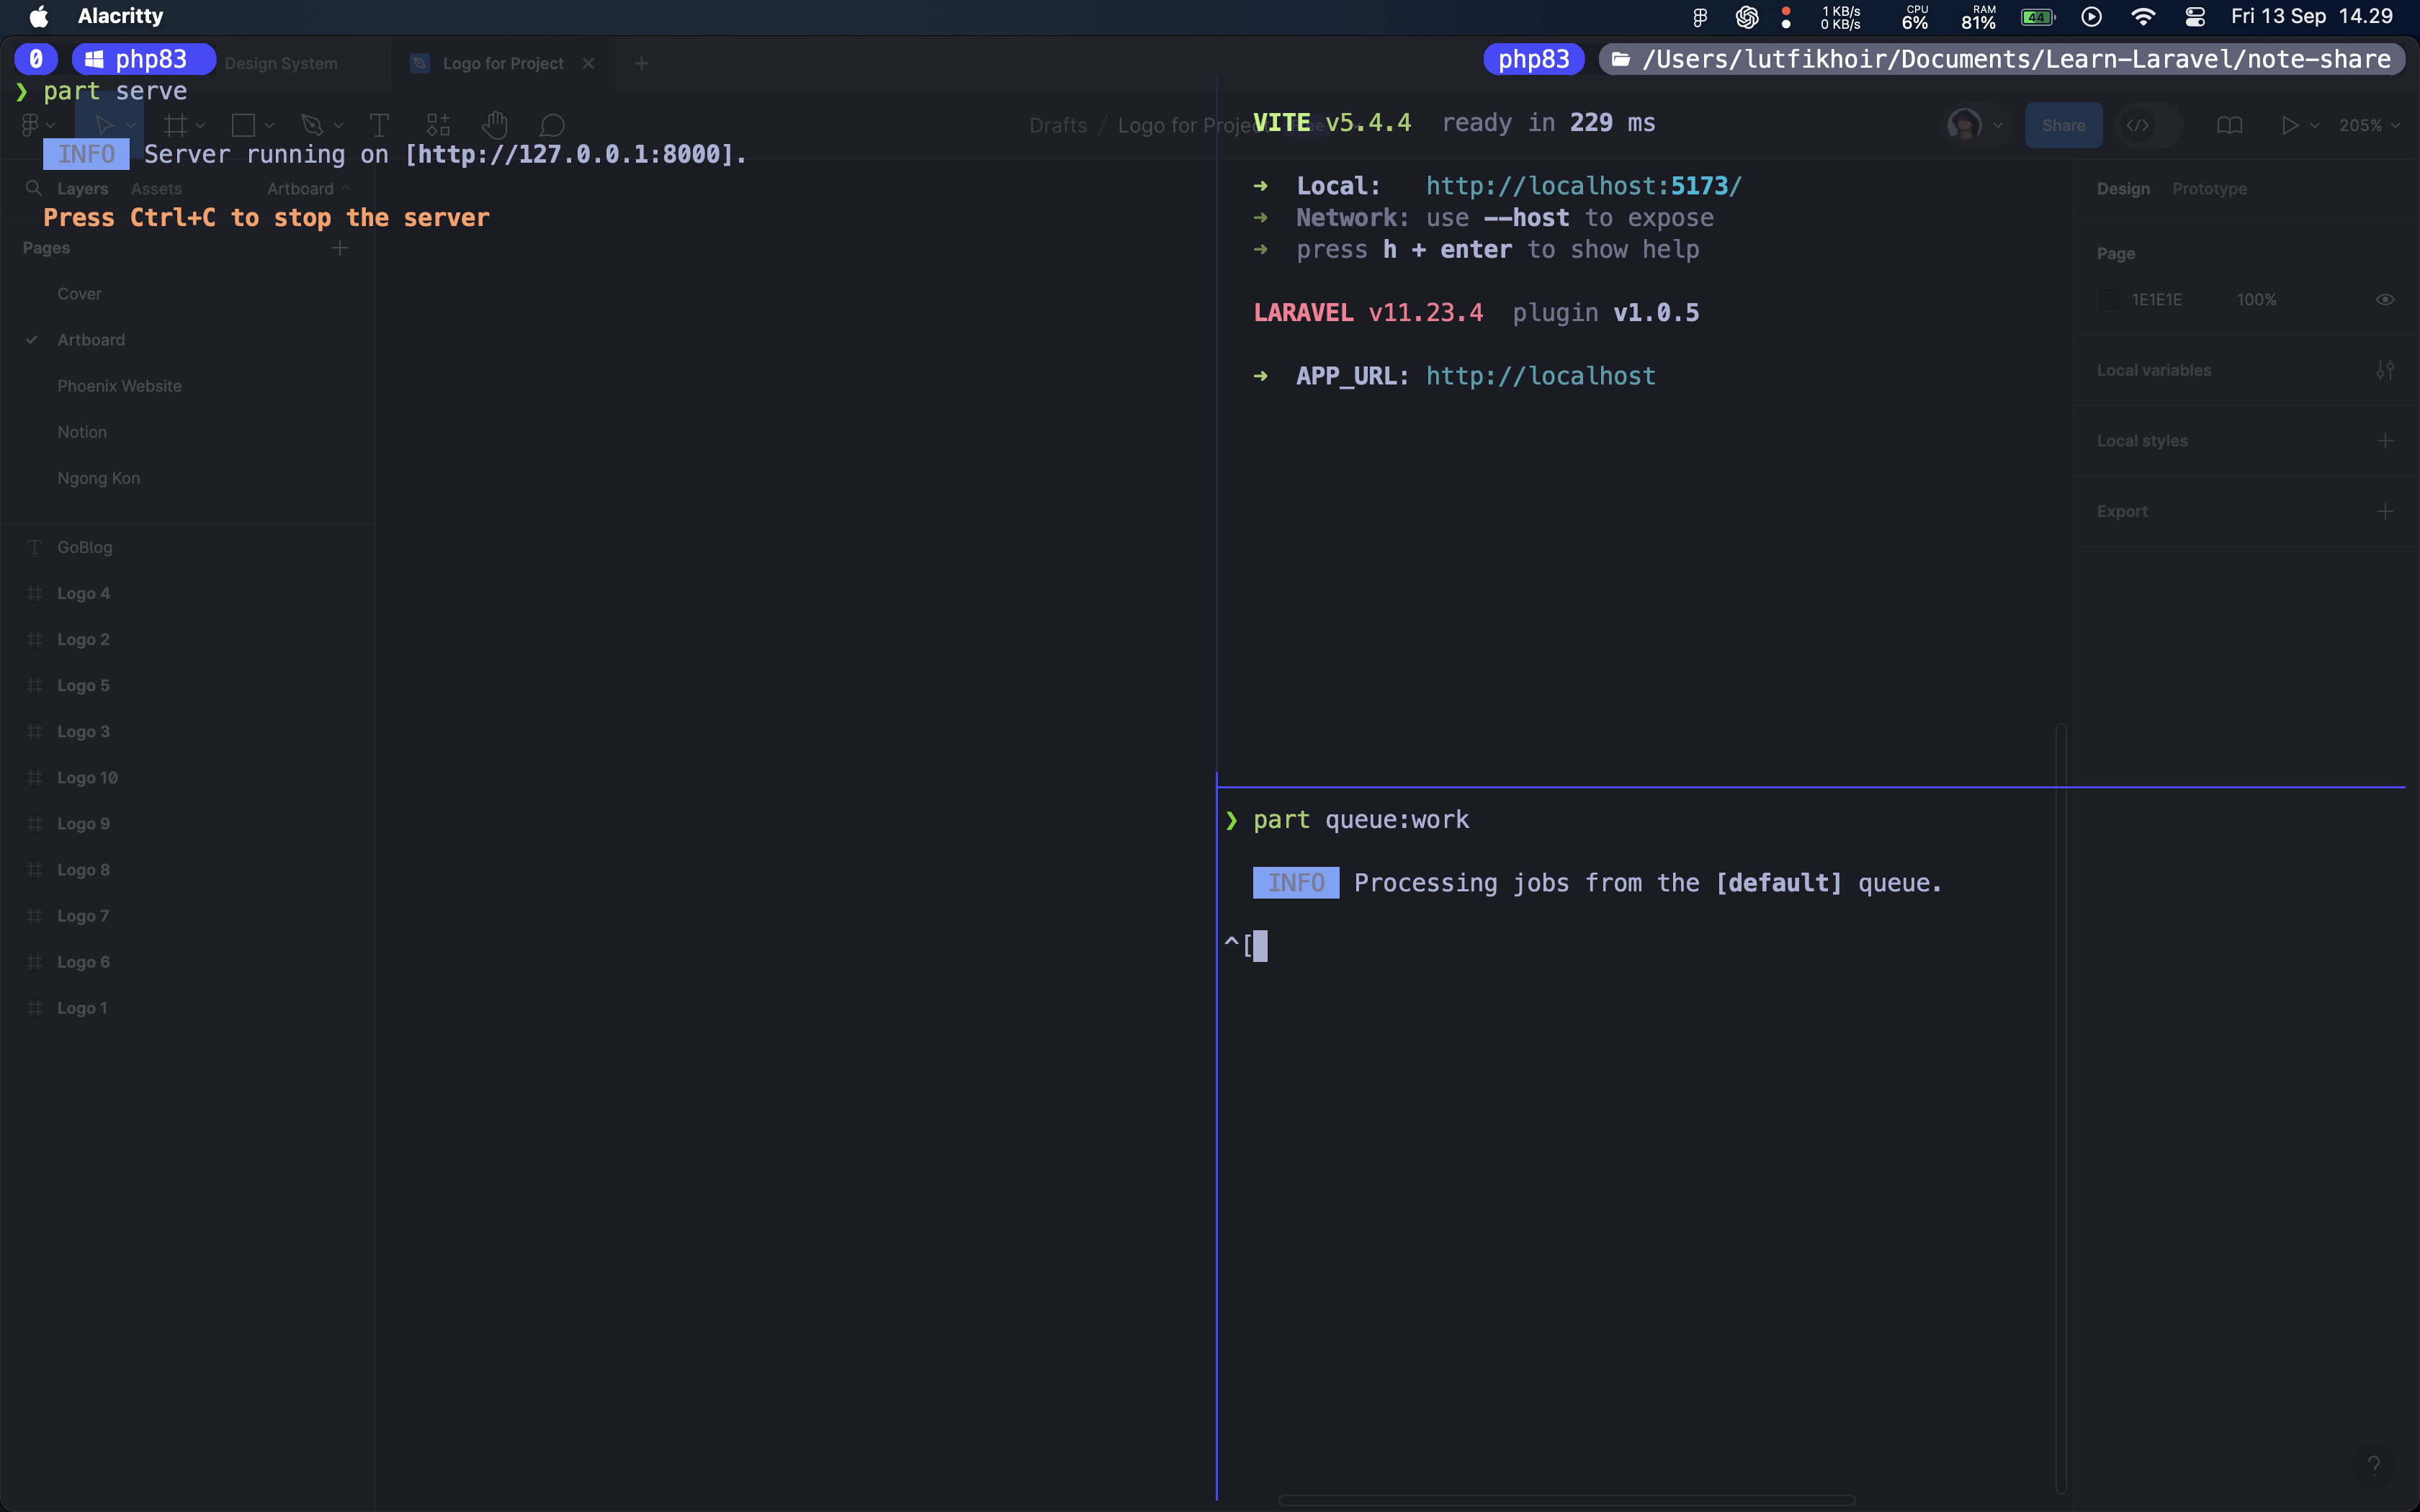 Alacritty
1 KB/s
0 KB/s
CPU
6%
RAM
81%
44
Fri 13 Sep 14.29
0 php83
Design System
Logo for Project
php83 /Users/lutfikhoir/Documents/Learn-Laravel/note-share
❯ part serve
INFO Server running on [http://127.0.0.1:8000].
Press Ctrl+C to stop the server
Drafts / Logo for Project
Share
205%
Layers Assets Artboard
Pages
Cover
Artboard
Phoenix Website
Notion
Ngong Kon
GoBlog
Logo 4
Logo 2
Logo 5
Logo 3
Logo 10
Logo 9
Logo 8
Logo 7
Logo 6
Logo 1
VITE v5.4.4 ready in 229 ms
➜ Local: http://localhost:5173/
➜ Network: use --host to expose
➜ press h + enter to show help
LARAVEL v11.23.4 plugin v1.0.5
➜ APP_URL: http://localhost
❯ part queue:work
INFO Processing jobs from the [default] queue.
^[
Design Prototype
Page
1E1E1E 100%
Local variables
Local styles
Export
?